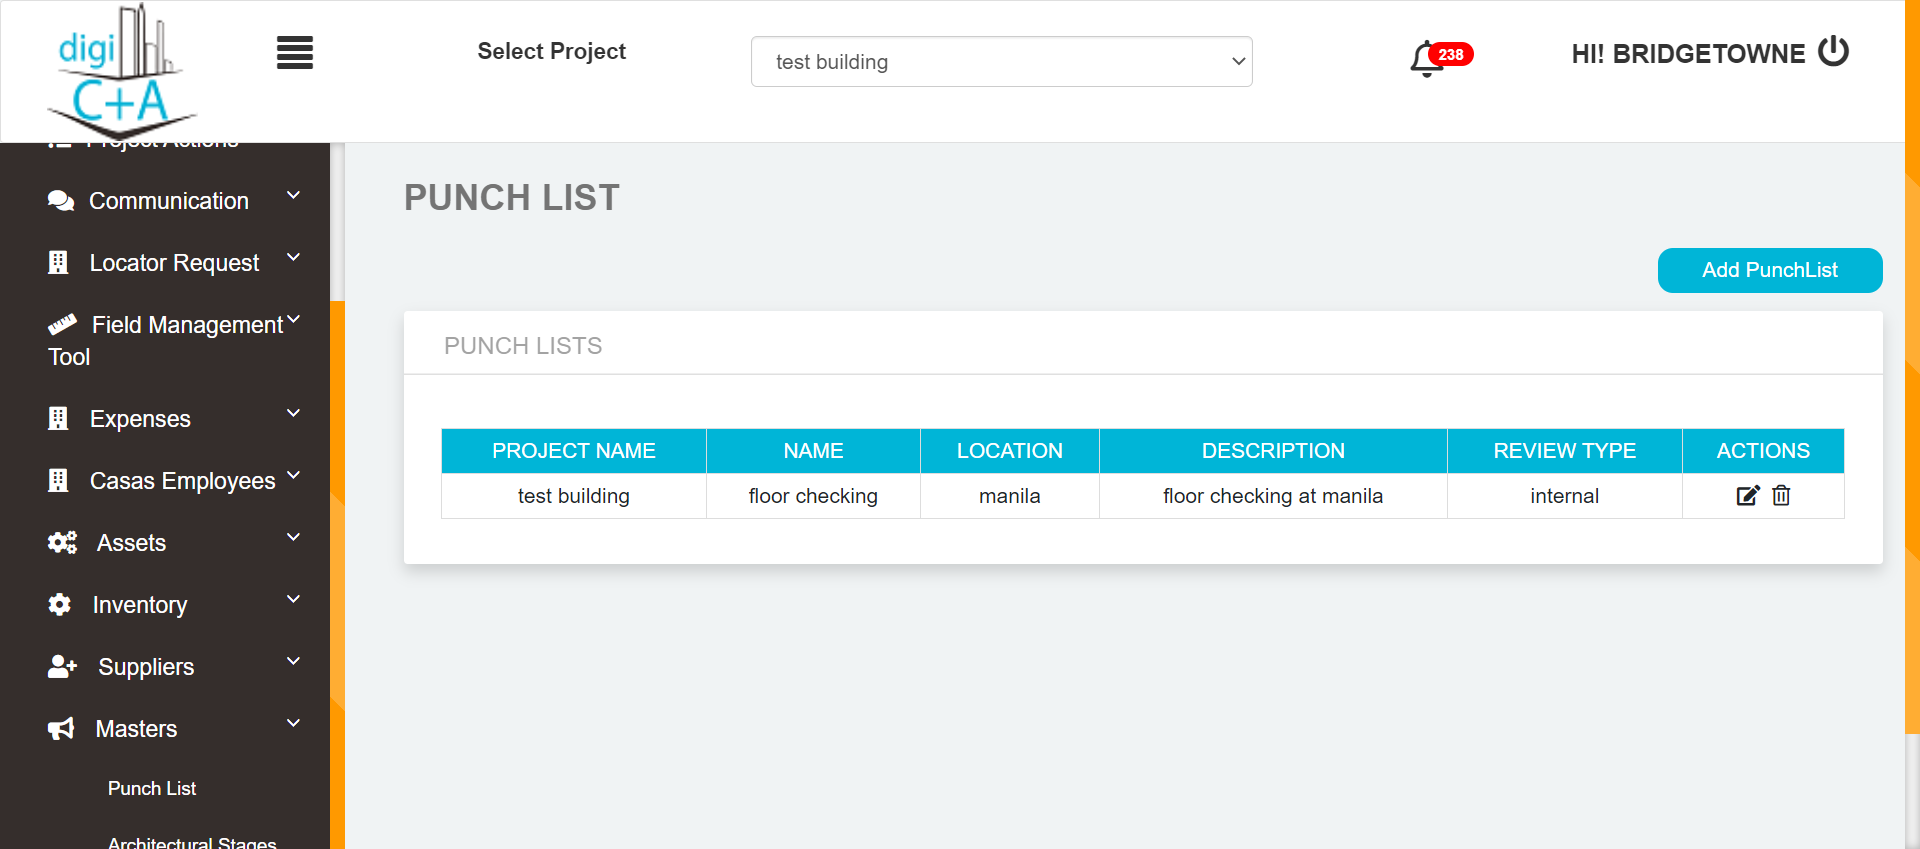 digi
C+A
Select Project
test building
238
HI! BRIDGETOWNE
Project Actions
Communication
Locator Request
Field Management
Tool
Expenses
Casas Employees
Assets
Inventory
Suppliers
Masters
Punch List
Architectural Stages
PUNCH LIST
Add PunchList
PUNCH LISTS
PROJECT NAME NAME LOCATION DESCRIPTION REVIEW TYPE ACTIONS
test building floor checking manila floor checking at manila internal